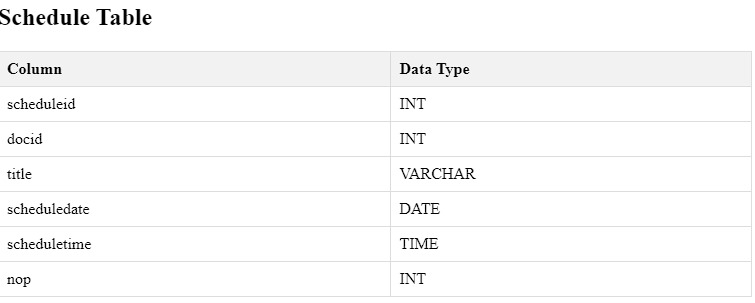 Schedule Table
Column Data Type
scheduleid INT
docid INT
title VARCHAR
scheduledate DATE
scheduletime TIME
nop INT